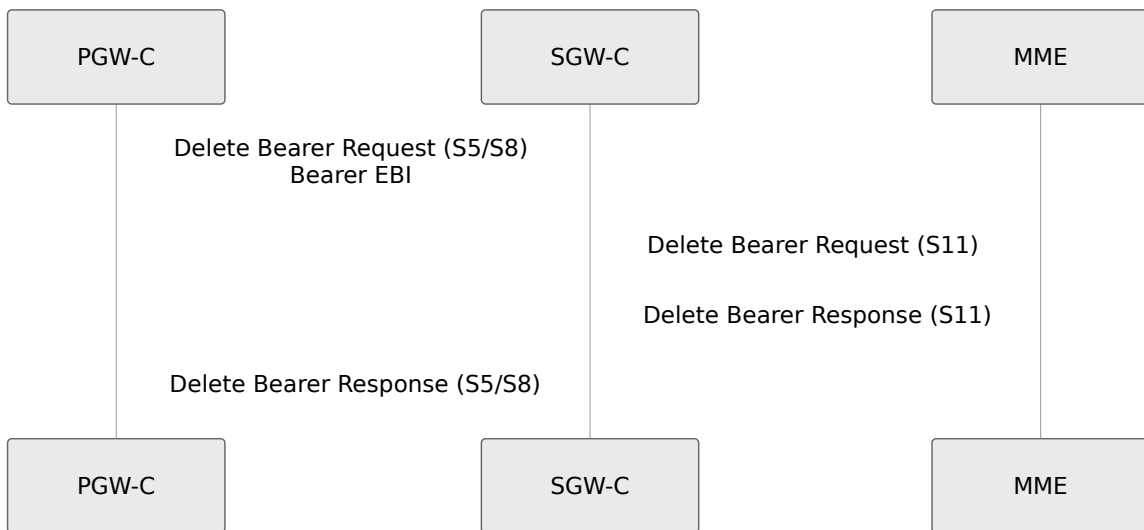 PGW-C
SGW-C
MME
Delete Bearer Request (S5/S8)
Bearer EBI
Delete Bearer Request (S11)
Delete Bearer Response (S11)
Delete Bearer Response (S5/S8)
PGW-C
SGW-C
MME